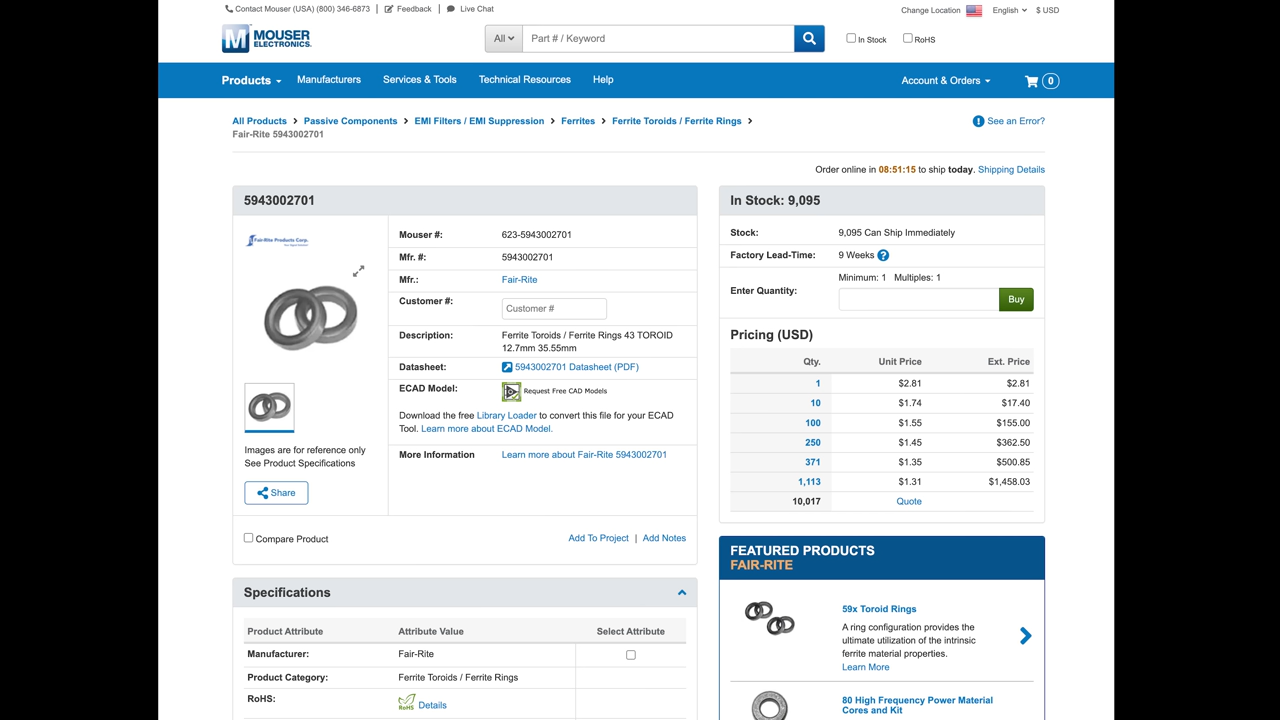 Contact Mouser (USA) (800) 346-6873 | Feedback | Live Chat
Change Location English $ USD
MOUSER
ELECTRONICS
All Part # / Keyword
In Stock RoHS
Products Manufacturers Services & Tools Technical Resources Help Account & Orders 0
All Products > Passive Components > EMI Filters / EMI Suppression > Ferrites > Ferrite Toroids / Ferrite Rings >
Fair-Rite 5943002701
See an Error?
Order online in 08:51:15 to ship today. Shipping Details
5943002701
Fair-Rite Products Corp.
Images are for reference only
See Product Specifications
Share
Mouser #: 623-5943002701
Mfr. #: 5943002701
Mfr.: Fair-Rite
Customer #: Customer #
Description: Ferrite Toroids / Ferrite Rings 43 TOROID
12.7mm 35.55mm
Datasheet: 5943002701 Datasheet (PDF)
ECAD Model: Request Free CAD Models
Download the free Library Loader to convert this file for your ECAD
Tool. Learn more about ECAD Model.
More Information Learn more about Fair-Rite 5943002701
Compare Product Add To Project | Add Notes
Specifications
Product Attribute Attribute Value Select Attribute
Manufacturer: Fair-Rite
Product Category: Ferrite Toroids / Ferrite Rings
RoHS: RoHS Details
In Stock: 9,095
Stock: 9,095 Can Ship Immediately
Factory Lead-Time: 9 Weeks ?
Minimum: 1 Multiples: 1
Enter Quantity: Buy
Pricing (USD)
Qty. Unit Price Ext. Price
1 $2.81 $2.81
10 $1.74 $17.40
100 $1.55 $155.00
250 $1.45 $362.50
371 $1.35 $500.85
1,113 $1.31 $1,458.03
10,017 Quote
FEATURED PRODUCTS
FAIR-RITE
59x Toroid Rings
A ring configuration provides the
ultimate utilization of the intrinsic
ferrite material properties.
Learn More
80 High Frequency Power Material
Cores and Kit